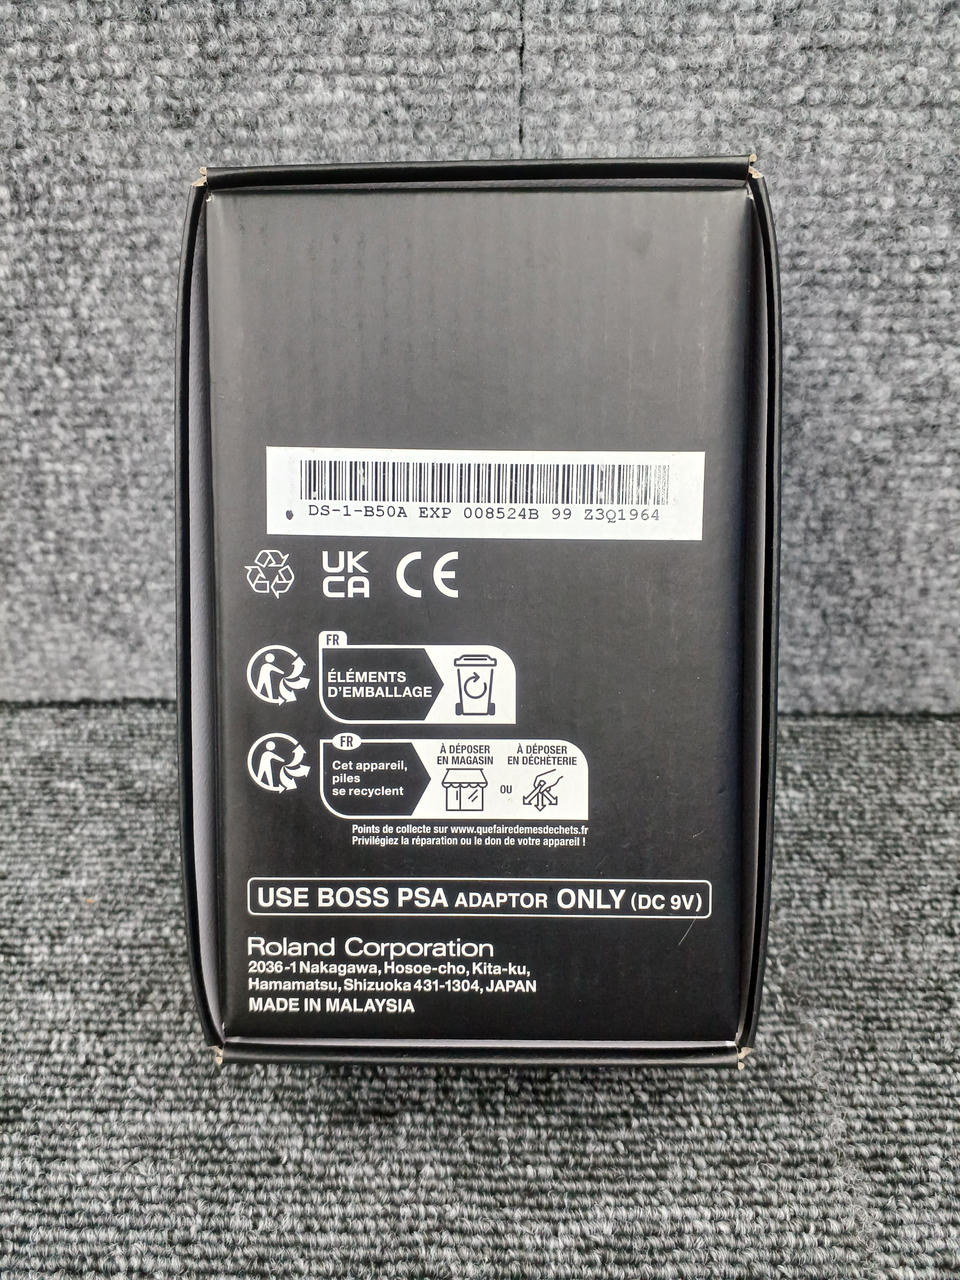 DS-1-B50A EXP 008524B 99 Z3Q1964
UK
CA
CE
FR
ÉLÉMENTS
D'EMBALLAGE
FR
Cet appareil,
piles
se recyclent
À DÉPOSER
EN MAGASIN
OU
À DÉPOSER
EN DÉCHÈTERIE
Points de collecte sur www.quefairedemesdechets.fr
Privilégiez la réparation ou le don de votre appareil !
USE BOSS PSA ADAPTOR ONLY (DC 9V)
Roland Corporation
2036-1 Nakagawa, Hosoe-cho, Kita-ku,
Hamamatsu, Shizuoka 431-1304, JAPAN
MADE IN MALAYSIA